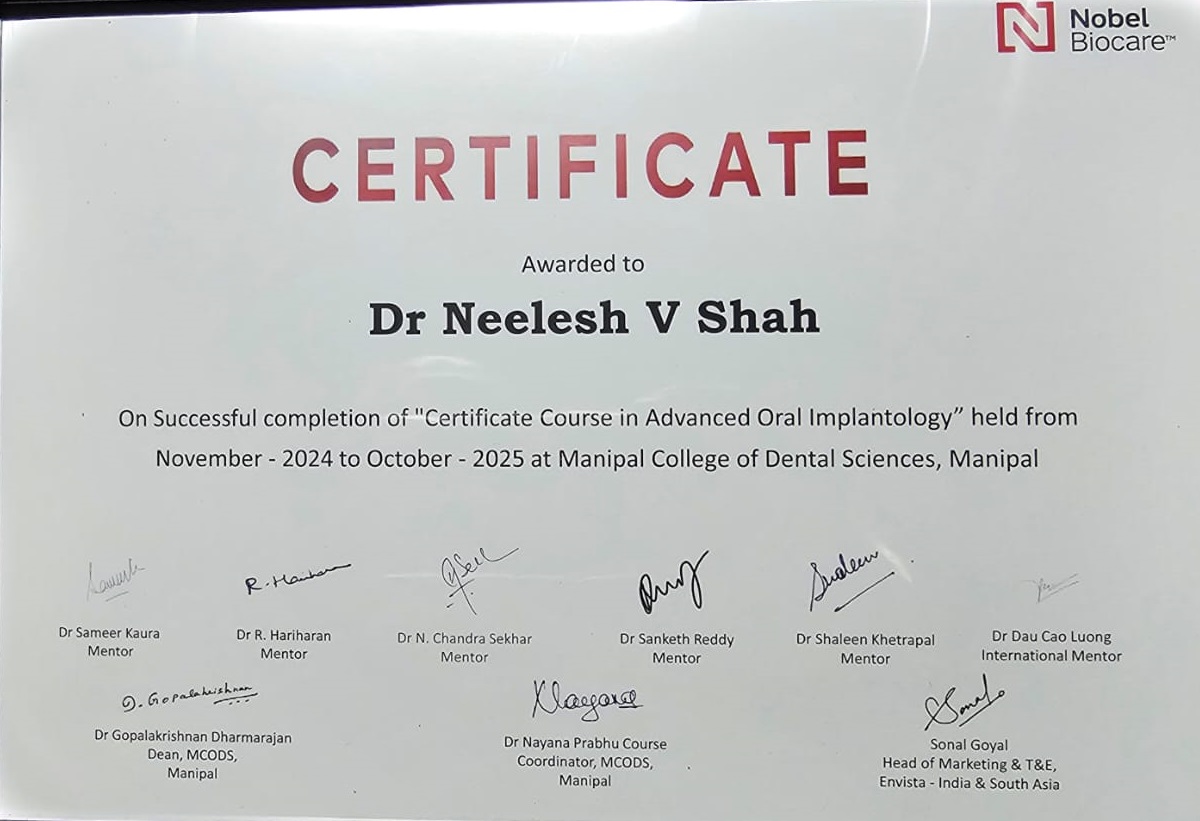 Nobel
Biocare™
CERTIFICATE
Awarded to
Dr Neelesh V Shah
On Successful completion of "Certificate Course in Advanced Oral Implantology” held from
November - 2024 to October - 2025 at Manipal College of Dental Sciences, Manipal
R. Hariharan
Dr Sameer Kaura
Mentor
Dr R. Hariharan
Mentor
Dr N. Chandra Sekhar
Mentor
Dr Sanketh Reddy
Mentor
Dr Shaleen Khetrapal
Mentor
Dr Dau Cao Luong
International Mentor
D. Gopalakrishnan
Dr Gopalakrishnan Dharmarajan
Dean, MCODS,
Manipal
Dr Nayana Prabhu Course
Coordinator, MCODS,
Manipal
Sonal Goyal
Head of Marketing & T&E,
Envista - India & South Asia